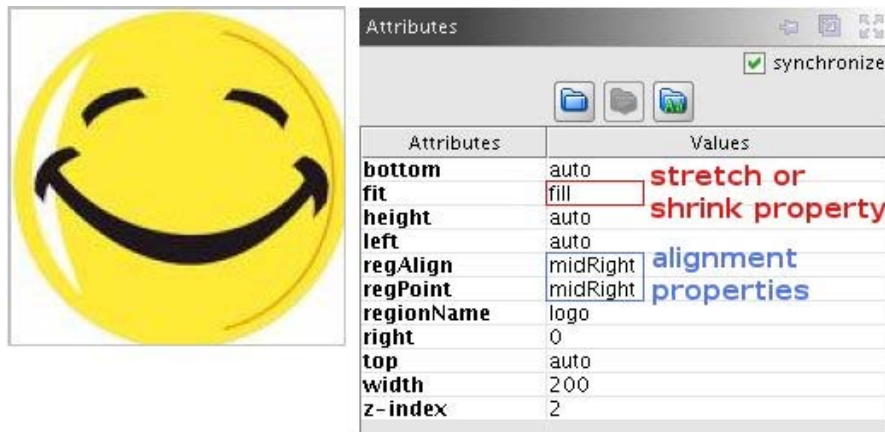 Attributes
synchronize
Attributes Values
bottom auto
fit fill
height auto
left auto
regAlign midRight
regPoint midRight
regionName logo
right 0
top auto
width 200
z-index 2
stretch or
shrink property
alignment
properties